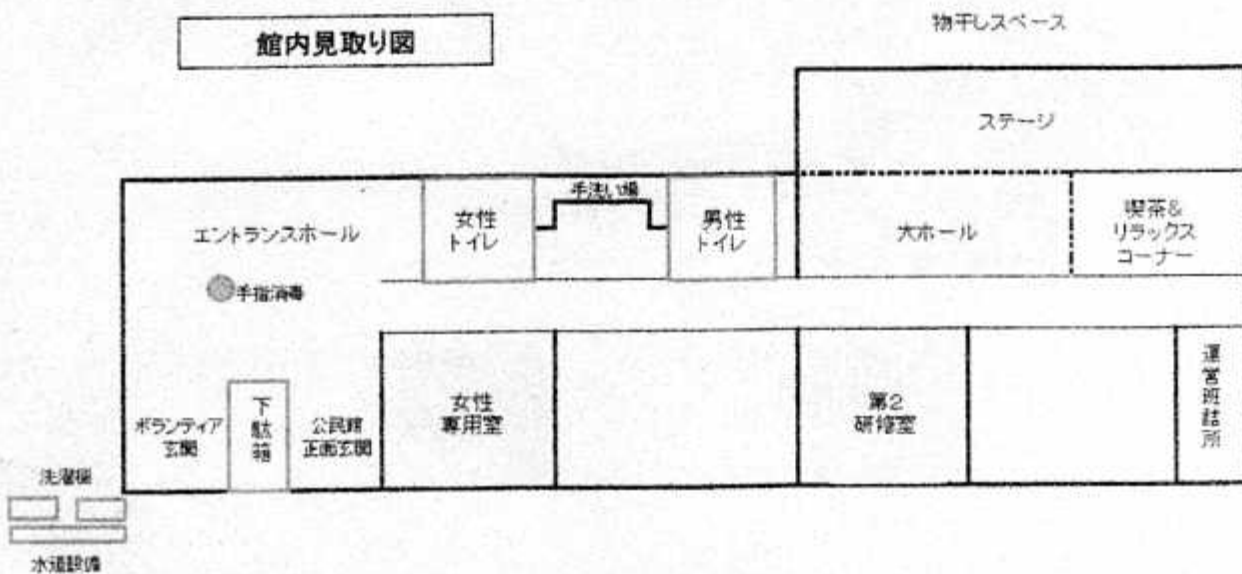 館内見取り図
物干しスペース
ステージ
エントランスホール
女性
トイレ
手洗い場
男性
トイレ
大ホール
喫茶&
リラックス
コーナー
手指消毒
ボランティア
玄関
下駄箱
公民館
正面玄関
女性
専用室
第2
研修室
運営班詰所
洗濯機
水道設備